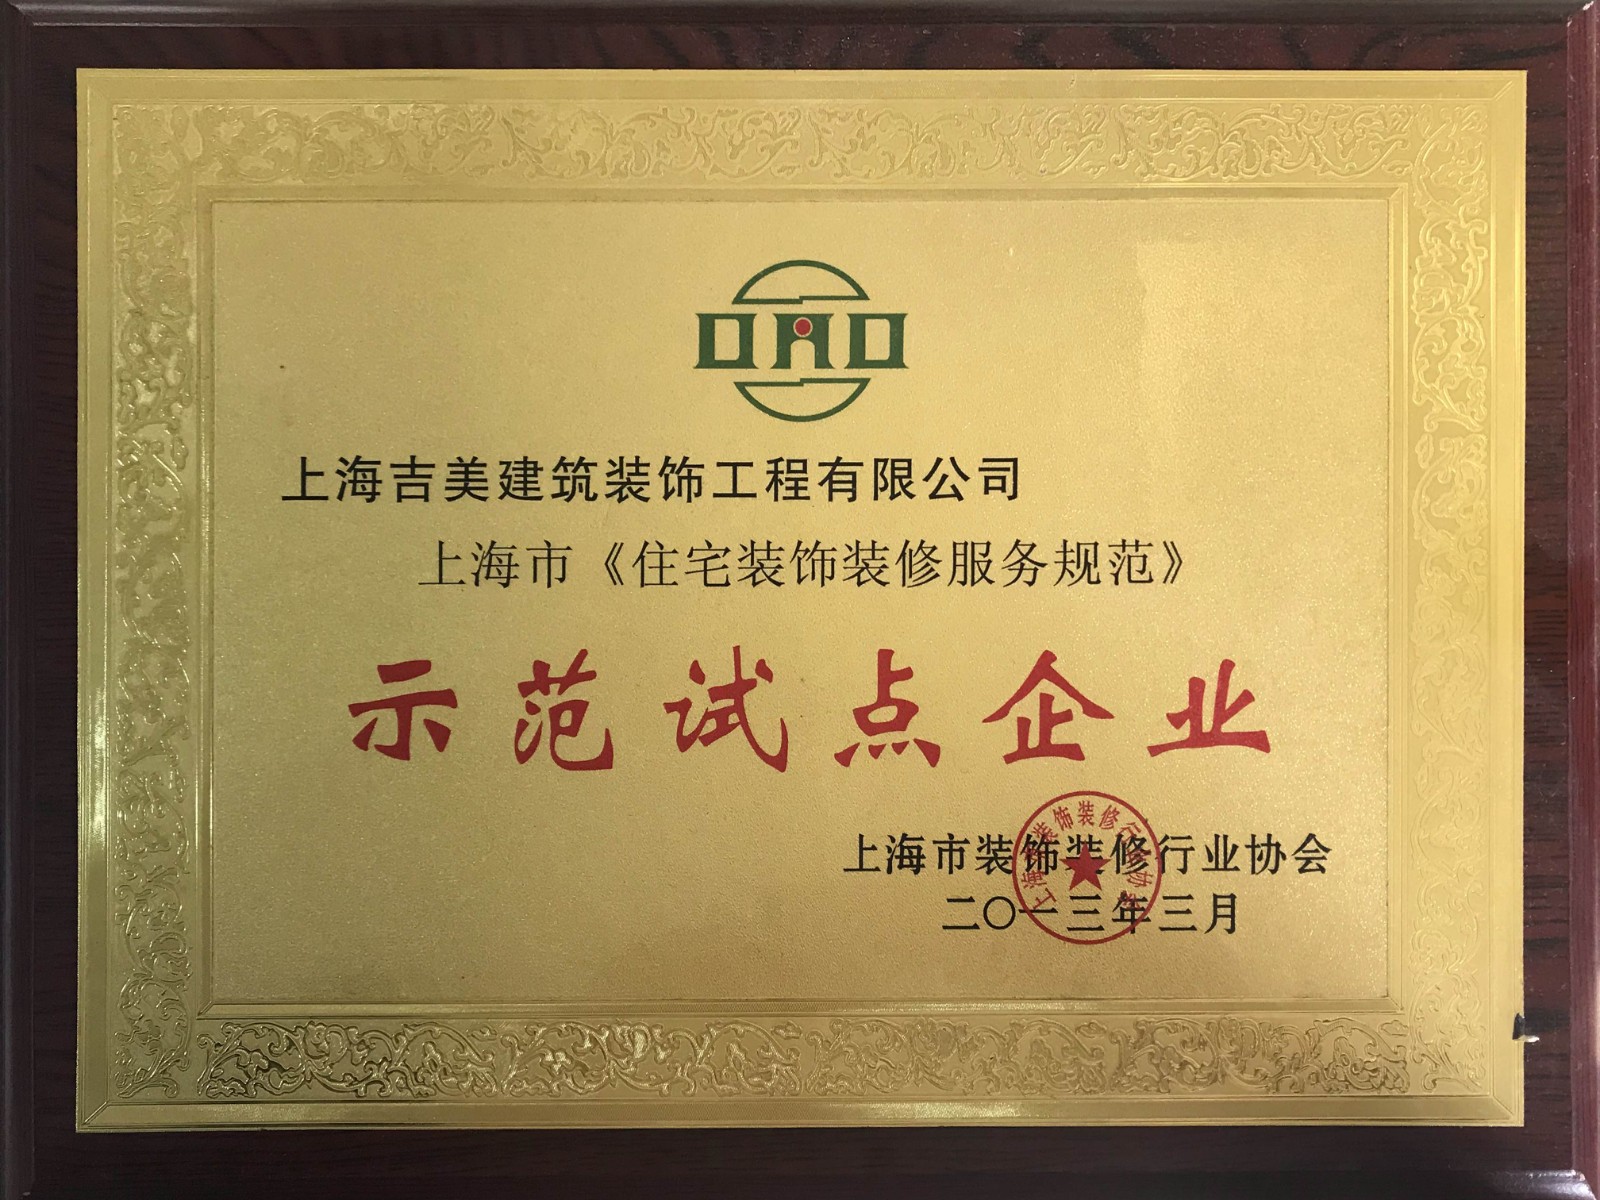 上海吉美建筑装饰工程有限公司
上海市《住宅装饰装修服务规范》
示范试点企业
上海市装饰装修行业协会
二〇一三年三月